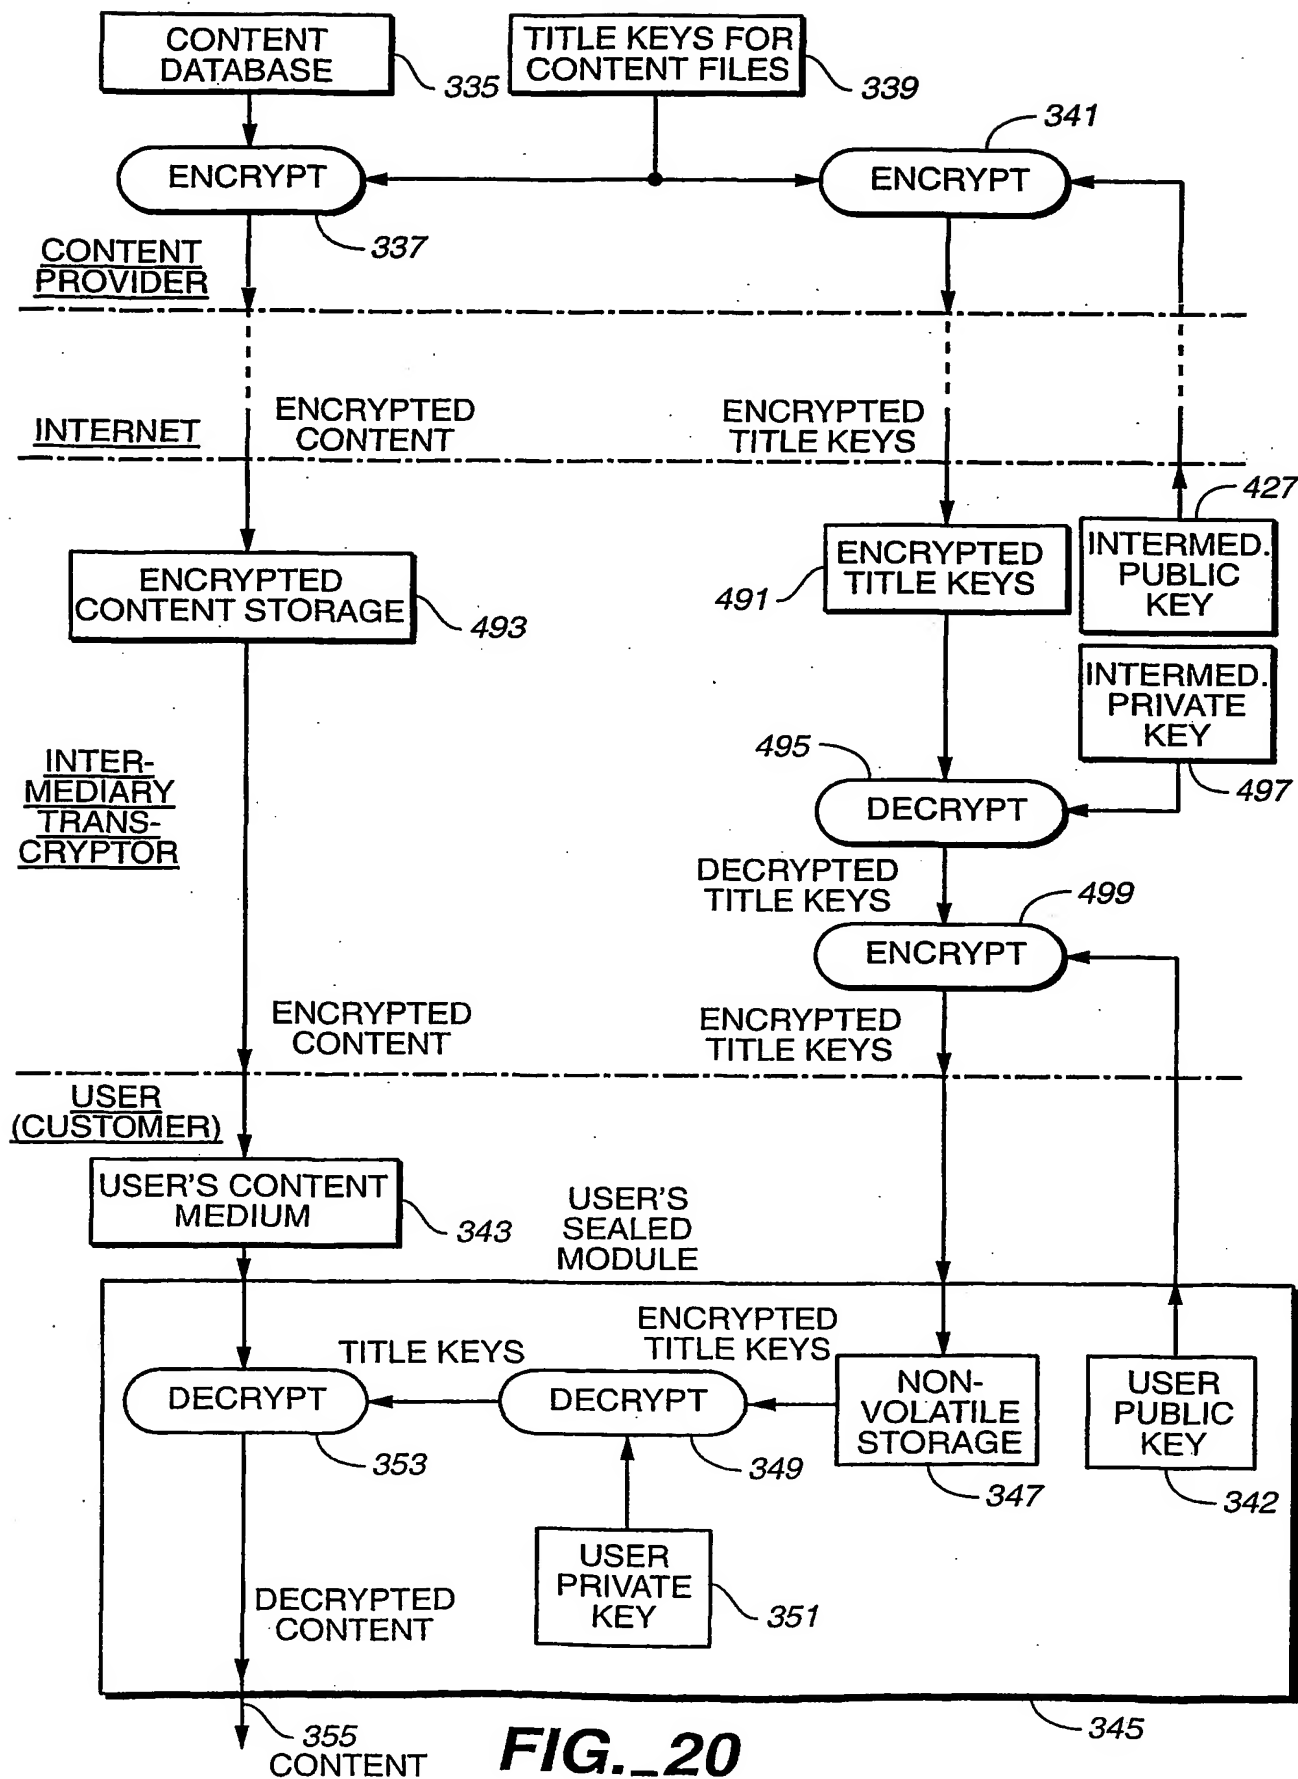 CONTENT
DATABASE
335
TITLE KEYS FOR
CONTENT FILES
339
341
ENCRYPT
ENCRYPT
337
CONTENT
PROVIDER
INTERNET
ENCRYPTED
CONTENT
ENCRYPTED
TITLE KEYS
427
ENCRYPTED
CONTENT STORAGE
493
ENCRYPTED
TITLE KEYS
491
INTERMED.
PUBLIC
KEY
INTERMED.
PRIVATE
KEY
497
INTER-
MEDIARY
TRANS-
CRYPTOR
495
DECRYPT
DECRYPTED
TITLE KEYS
499
ENCRYPT
ENCRYPTED
CONTENT
ENCRYPTED
TITLE KEYS
USER
(CUSTOMER)
USER'S CONTENT
MEDIUM
343
USER'S
SEALED
MODULE
TITLE KEYS
ENCRYPTED
TITLE KEYS
DECRYPT
353
DECRYPT
349
NON-
VOLATILE
STORAGE
347
USER
PUBLIC
KEY
342
USER
PRIVATE
KEY
351
DECRYPTED
CONTENT
345
355
CONTENT
FIG._20